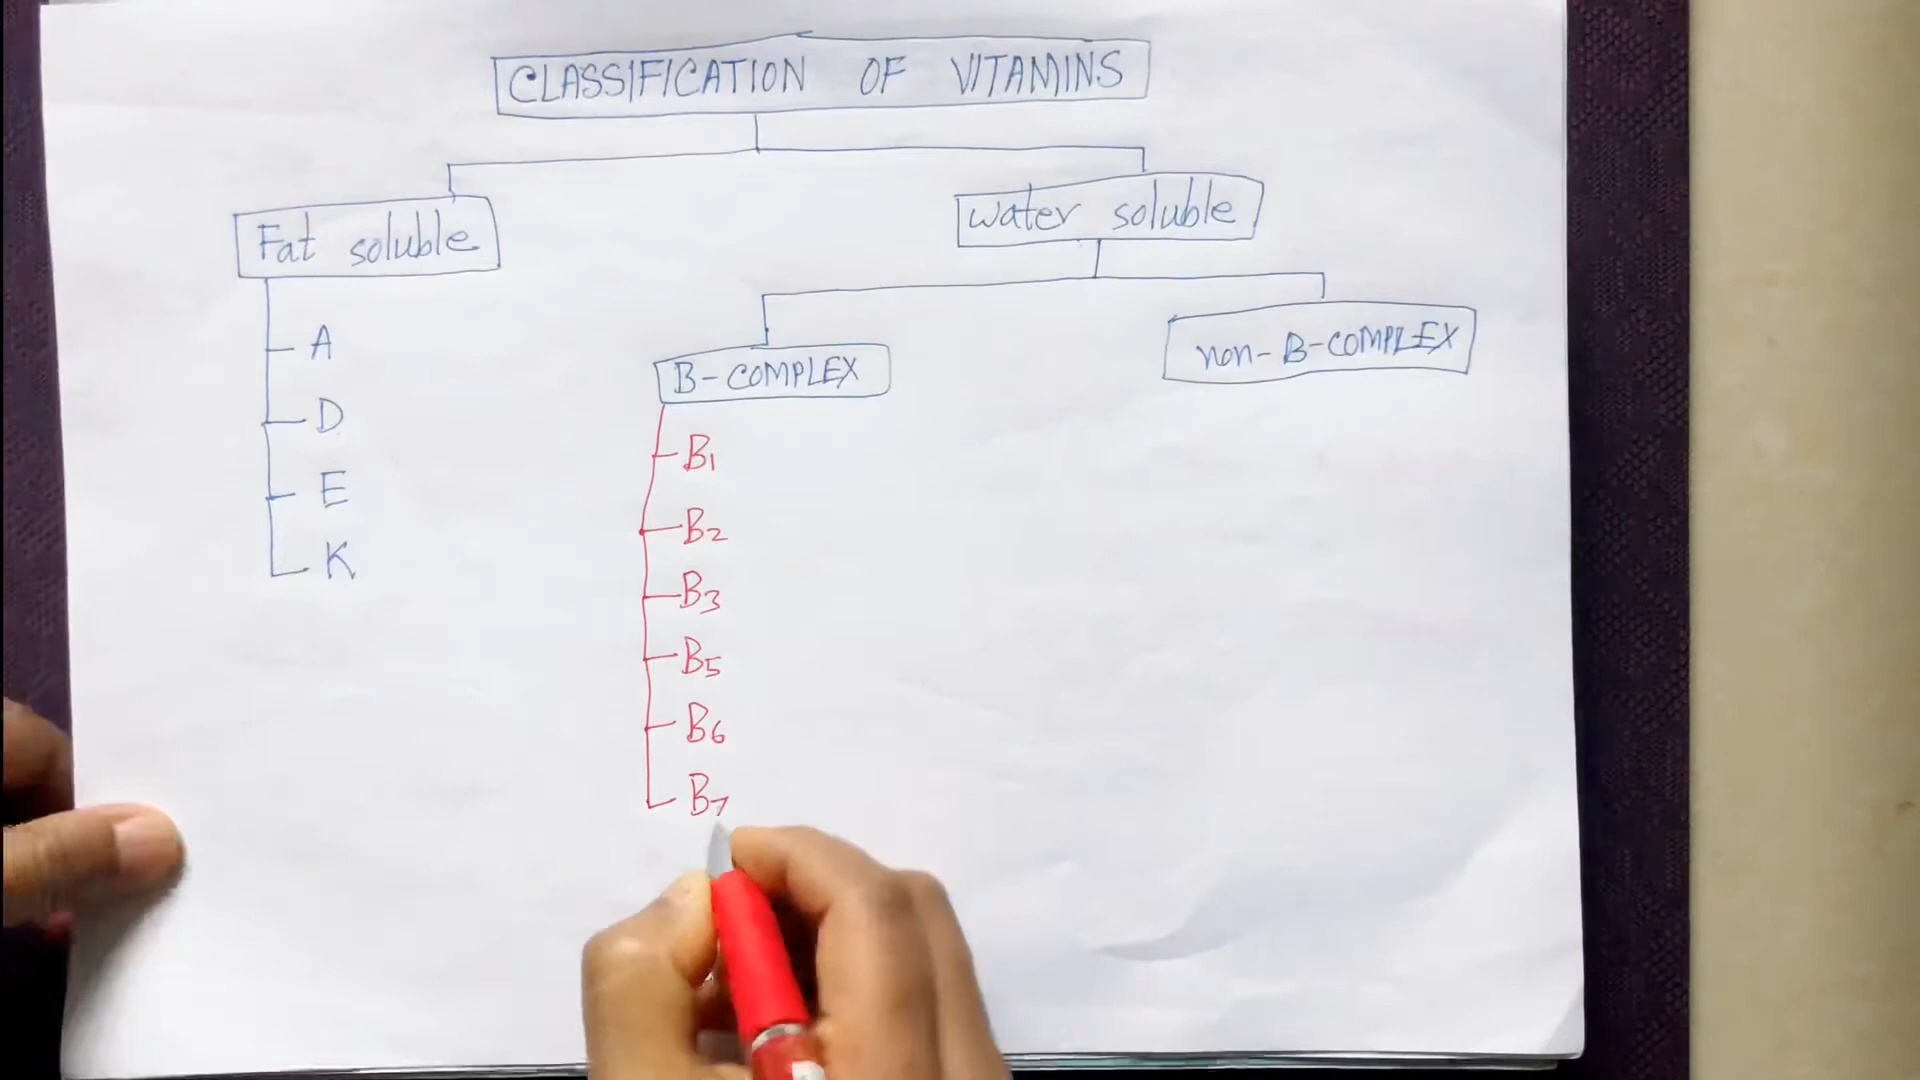 CLASSIFICATION OF VITAMINS
Fat soluble
water soluble
B-COMPLEX
non-B-COMPLEX
A
D
E
K
B1
B2
B3
B5
B6
B7